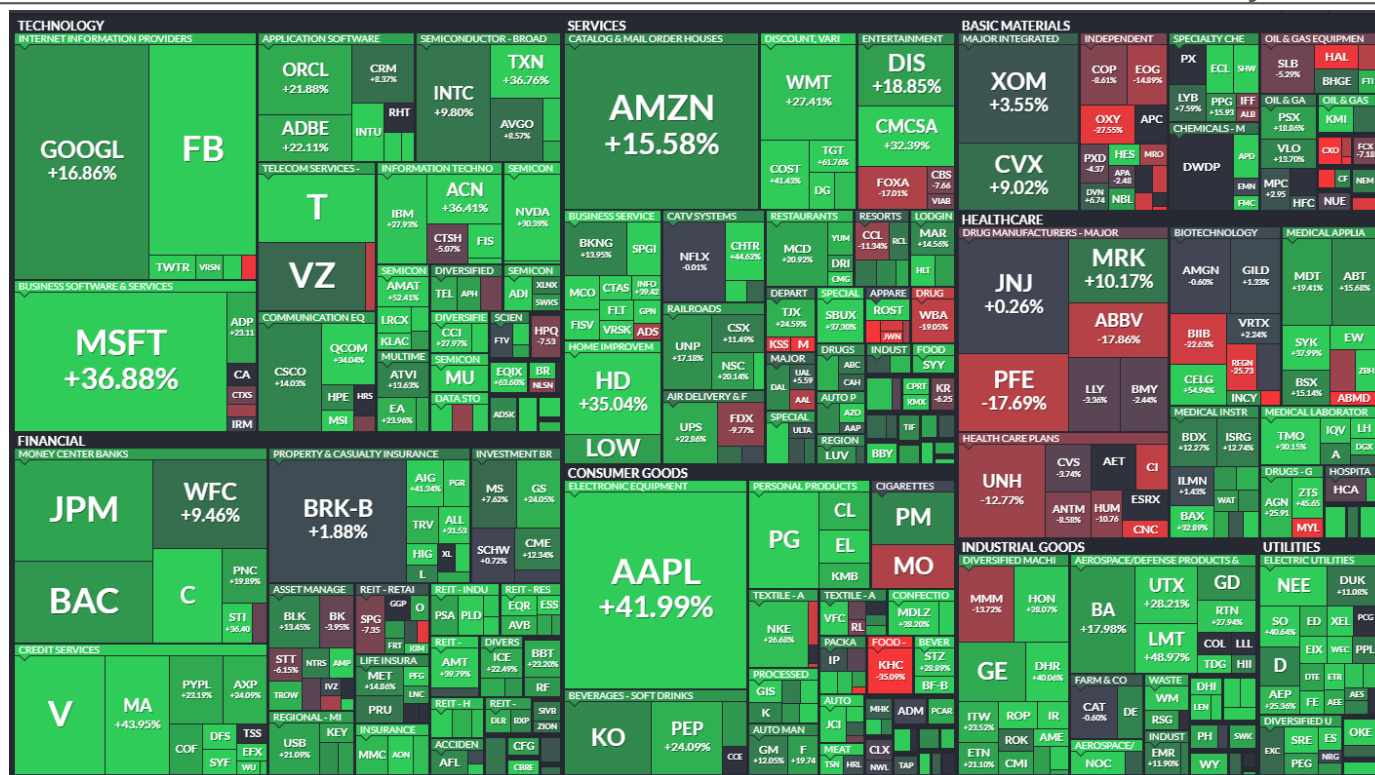 TECHNOLOGY
INTERNET INFORMATION PROVIDERS
GOOGL
+16.86%
FB
TWTR
VRSN
APPLICATION SOFTWARE
ORCL
+21.88%
CRM
+8.37%
ADBE
+22.11%
INTU
RHT
SEMICONDUCTOR - BROAD
INTC
+9.80%
TXN
+36.76%
AVGO
+8.57%
TELECOM SERVICES -
T
VZ
INFORMATION TECHNO
IBM
+27.93%
ACN
+36.41%
CTSH
-5.07%
FIS
SEMICON
NVDA
+30.39%
BUSINESS SOFTWARE & SERVICES
MSFT
+36.88%
ADP
+23.11
CA
CTXS
IRM
COMMUNICATION EQ
CSCO
+14.03%
QCOM
+34.04%
HPE
HRS
MSI
SEMICON
AMAT
+52.41%
LRCX
KLAC
DIVERSIFIED
TEL
APH
SEMICON
ADI
XLNX
SWKS
DIVERSIFIE
CCI
+27.97%
SCIEN
FTV
HPQ
-7.53
MULTIME
ATVI
+13.63%
EA
+23.96%
SEMICON
MU
EQIX
+63.60%
BR
NLSN
DATA STO
ADSK
SERVICES
CATALOG & MAIL ORDER HOUSES
AMZN
+15.58%
DISCOUNT, VARI
WMT
+27.41%
COST
+41.43%
TGT
+61.76%
DG
ENTERTAINMENT
DIS
+18.85%
CMCSA
+32.39%
FOXA
-17.01%
CBS
-7.66
VIAB
BUSINESS SERVICE
BKNG
+13.95%
SPGI
MCO
CTAS
INFO
+39.42
FLT
GPN
FISV
VRSK
ADS
CATV SYSTEMS
NFLX
-0.01%
CHTR
+44.62%
RESTAURANTS
MCD
+20.92%
YUM
DRI
CMG
RESORTS
CCL
-11.34%
RCL
LODGIN
MAR
+14.56%
HLT
RAILROADS
UNP
+17.18%
CSX
+11.49%
NSC
+20.14%
DEPART
TJX
+24.59%
KSS
M
SPECIAL
SBUX
+37.30%
APPARE
ROST
JWN
DRUG
WBA
-19.05%
HOME IMPROVEM
HD
+35.04%
LOW
MAJOR
DAL
UAL
+5.59
AAL
DRUGS
ABC
CAH
INDUST
FOOD
SYY
AIR DELIVERY & F
UPS
+22.86%
FDX
-9.77%
AUTO P
AZO
AAP
CPRT
KMX
KR
-6.25
SPECIAL
ULTA
REGION
LUV
TIF
BBY
BASIC MATERIALS
MAJOR INTEGRATED
XOM
+3.55%
CVX
+9.02%
INDEPENDENT
COP
-8.61%
EOG
-14.89%
OXY
-27.55%
APC
PXD
-4.37
HES
MRO
APA
-2.48
DVN
+6.74
NBL
SPECIALTY CHE
PX
ECL
SHW
LYB
+7.59%
PPG
+15.93
IFF
ALB
OIL & GAS EQUIPMEN
SLB
-5.29%
HAL
BHGE
FTI
CHEMICALS - M
DWDP
APD
EMN
FMC
OIL & GA
PSX
+18.86%
VLO
+13.70%
MPC
+2.95
HFC
OIL & GAS
KMI
CXO
FCX
-7.18
CF
NEM
NUE
HEALTHCARE
DRUG MANUFACTURERS - MAJOR
JNJ
+0.26%
MRK
+10.17%
PFE
-17.69%
ABBV
-17.86%
LLY
-3.36%
BMY
-2.44%
BIOTECHNOLOGY
AMGN
-0.60%
GILD
+1.33%
BIIB
-22.63%
VRTX
+2.24%
CELG
+54.94%
REGN
-25.73
INCY
MEDICAL APPLIA
MDT
+19.41%
ABT
+15.68%
SYK
+37.99%
EW
BSX
+15.14%
ZBH
ABMD
HEALTH CARE PLANS
UNH
-12.77%
CVS
-3.74%
AET
CI
ANTM
-8.58%
HUM
-10.76
ESRX
CNC
MEDICAL INSTR
BDX
+12.27%
ISRG
+12.74%
ILMN
+1.43%
WAT
BAX
+32.89%
MEDICAL LABORATOR
TMO
+30.15%
IQV
LH
A
DGX
DRUGS - G
AGN
+25.91
ZTS
+45.65
MYL
HOSPITA
HCA
FINANCIAL
MONEY CENTER BANKS
JPM
WFC
+9.46%
BAC
C
PNC
+19.89%
STI
+36.40
PROPERTY & CASUALTY INSURANCE
BRK-B
+1.88%
AIG
+41.34%
PGR
TRV
ALL
+31.53
HIG
XL
L
INVESTMENT BR
MS
+7.62%
GS
+24.05%
SCHW
+0.72%
CME
+12.34%
CREDIT SERVICES
V
MA
+43.95%
PYPL
+23.19%
AXP
+24.09%
COF
DFS
TSS
SYF
EFX
WU
ASSET MANAGE
BLK
+13.45%
BK
-3.95%
STT
-6.15%
NTRS
AMP
TROW
IVZ
REIT - RETAI
SPG
-7.35
GGP
O
FRT
KIM
REIT - INDU
PSA
PLD
REIT - RES
EQR
ESS
AVB
LIFE INSURA
MET
+14.86%
PFG
PRU
LNC
REIT -
AMT
+39.79%
DIVERS
ICE
+22.49%
BBT
+23.20%
RF
REGIONAL - MI
USB
+21.09%
KEY
INSURANCE
MMC
AON
REIT - H
REIT -
DLR
BXP
SIVB
ZION
ACCIDEN
AFL
CFG
CBRE
CONSUMER GOODS
ELECTRONIC EQUIPMENT
AAPL
+41.99%
PERSONAL PRODUCTS
PG
CL
EL
KMB
CIGARETTES
PM
MO
TEXTILE - A
NKE
+26.68%
TEXTILE - A
VFC
RL
CONFECTIO
MDLZ
+38.20%
PACKA
IP
FOOD -
KHC
-35.09%
BEVER
STZ
+28.89%
BF-B
BEVERAGES - SOFT DRINKS
KO
PEP
+24.09%
CCE
PROCESSED
GIS
K
AUTO
JCI
MHK
ADM
PCAR
AUTO MAN
GM
+12.05%
F
+19.74
MEAT
TSN
HRL
CLX
NWL
TAP
INDUSTRIAL GOODS
DIVERSIFIED MACHI
MMM
-13.72%
HON
+28.07%
GE
DHR
+40.06%
ITW
+23.52%
ROP
IR
ROK
AME
ETN
+21.10%
CMI
AEROSPACE/DEFENSE PRODUCTS &
BA
+17.98%
UTX
+28.21%
GD
LMT
+48.97%
RTN
+27.94%
COL
LLL
TDG
HII
FARM & CO
CAT
-0.60%
DE
WASTE
WM
RSG
DHI
LEN
AEROSPACE/
NOC
INDUST
EMR
+11.90%
PH
SWK
WY
UTILITIES
ELECTRIC UTILITIES
NEE
DUK
+11.08%
SO
+40.64%
ED
XEL
PCG
D
EIX
WEC
PPL
DTE
ETR
AEP
+25.36%
FE
AEE
AES
DIVERSIFIED U
EXC
SRE
ES
OKE
PEG
NRG